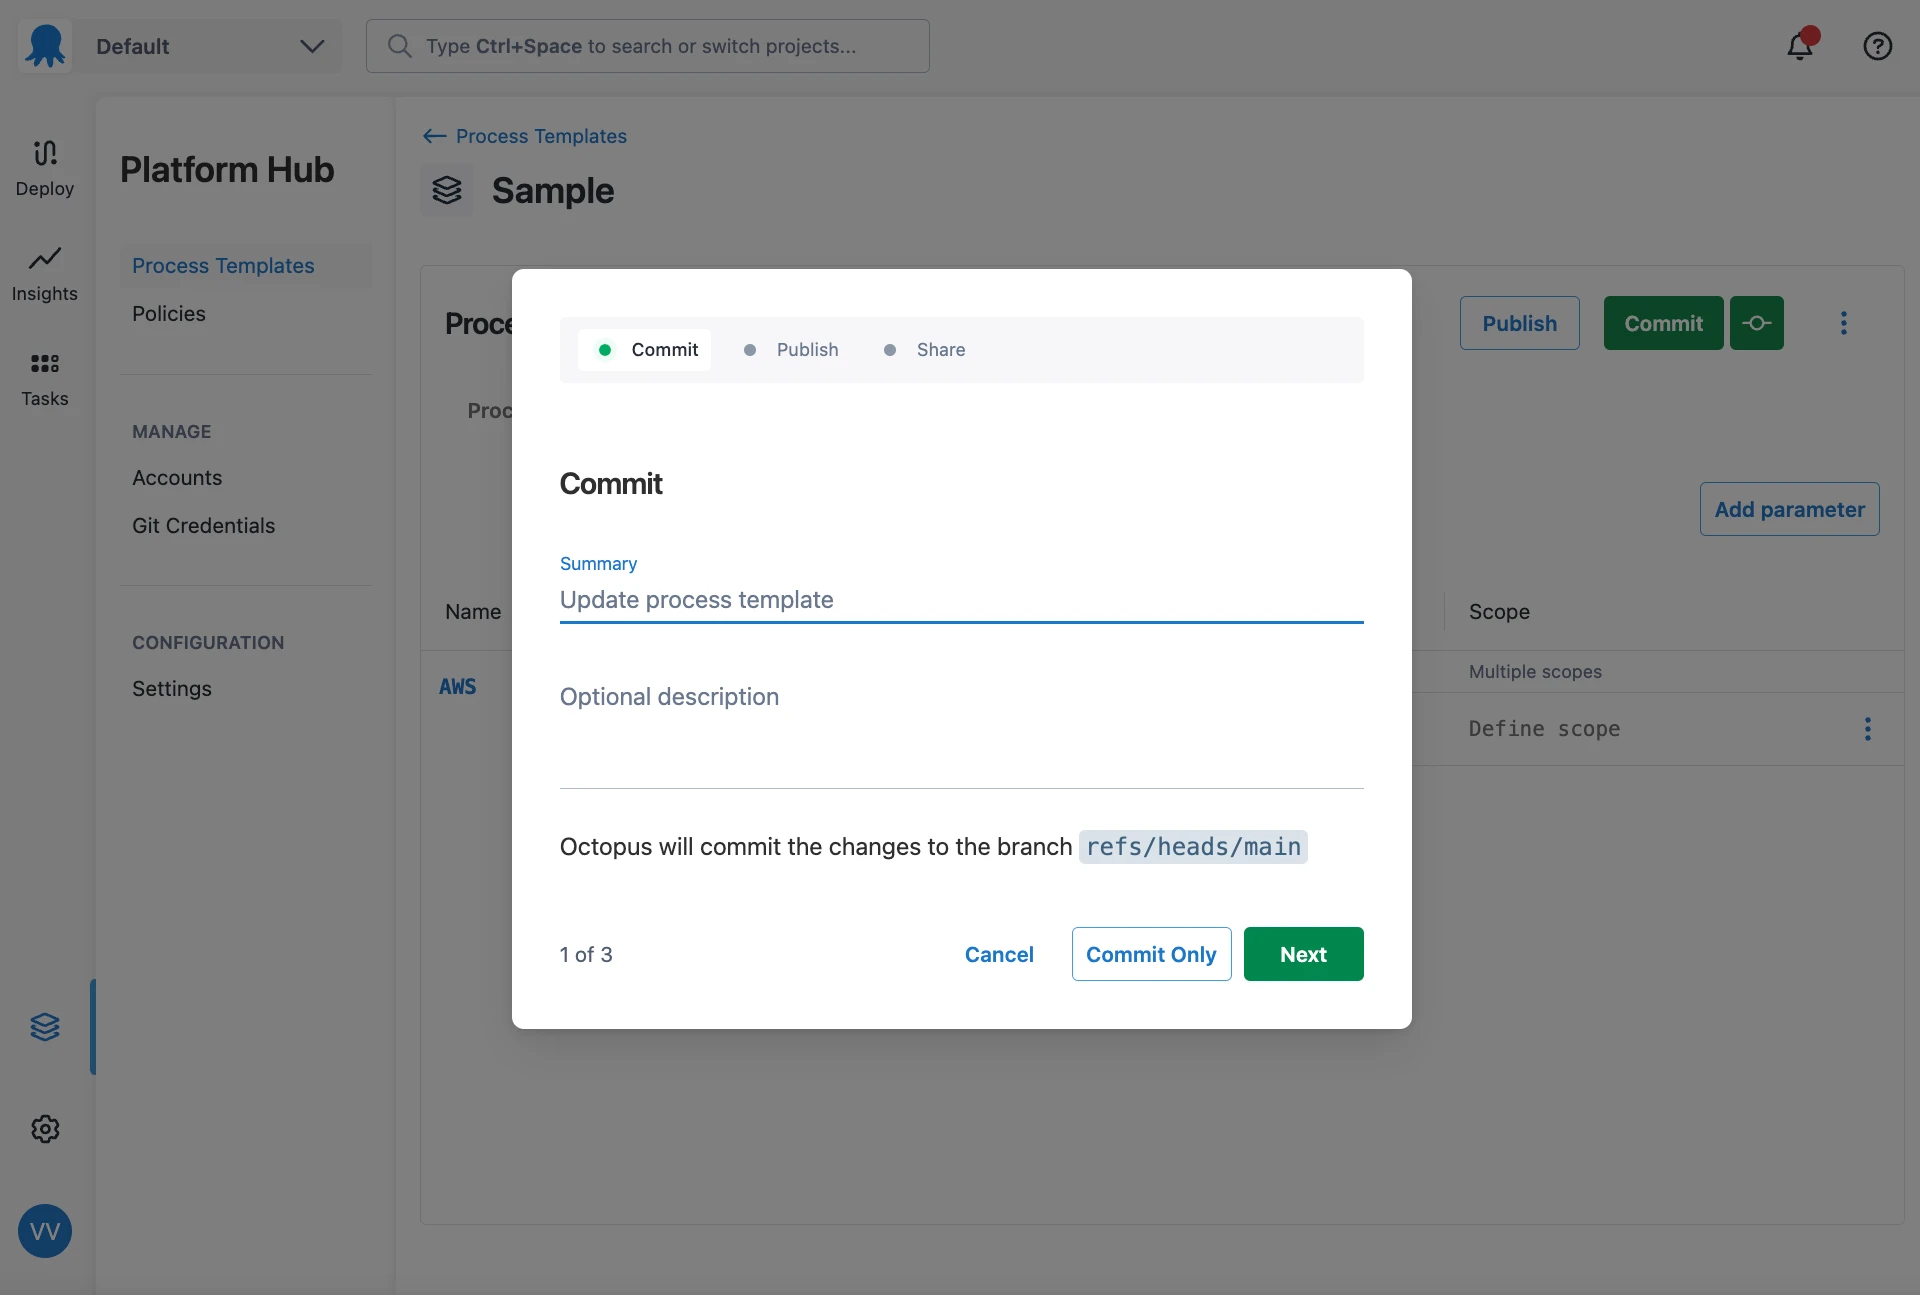 Default
Type Ctrl+Space to search or switch projects...
Deploy
Insights
Tasks
VV
Platform Hub
Process Templates
Policies
MANAGE
Accounts
Git Credentials
CONFIGURATION
Settings
Process Templates
Sample
Proce
Publish
Commit
Proc
Add parameter
Name
Scope
AWS
Multiple scopes
Define scope
Commit
Publish
Share
Commit
Summary
Update process template
Optional description
Octopus will commit the changes to the branch refs/heads/main
1 of 3
Cancel
Commit Only
Next